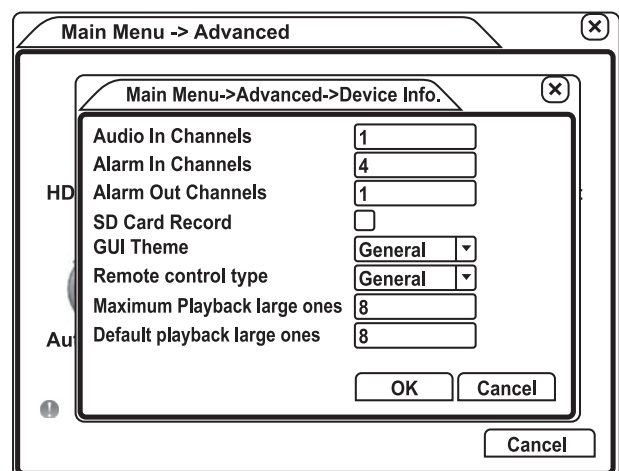 Main Menu -> Advanced
Main Menu->Advanced->Device Info.
Audio In Channels 1
Alarm In Channels 4
HD
Alarm Out Channels 1
SD Card Record
GUI Theme General
Remote control type General
Maximum Playback large ones 8
Au
Default playback large ones 8
OK Cancel
Cancel